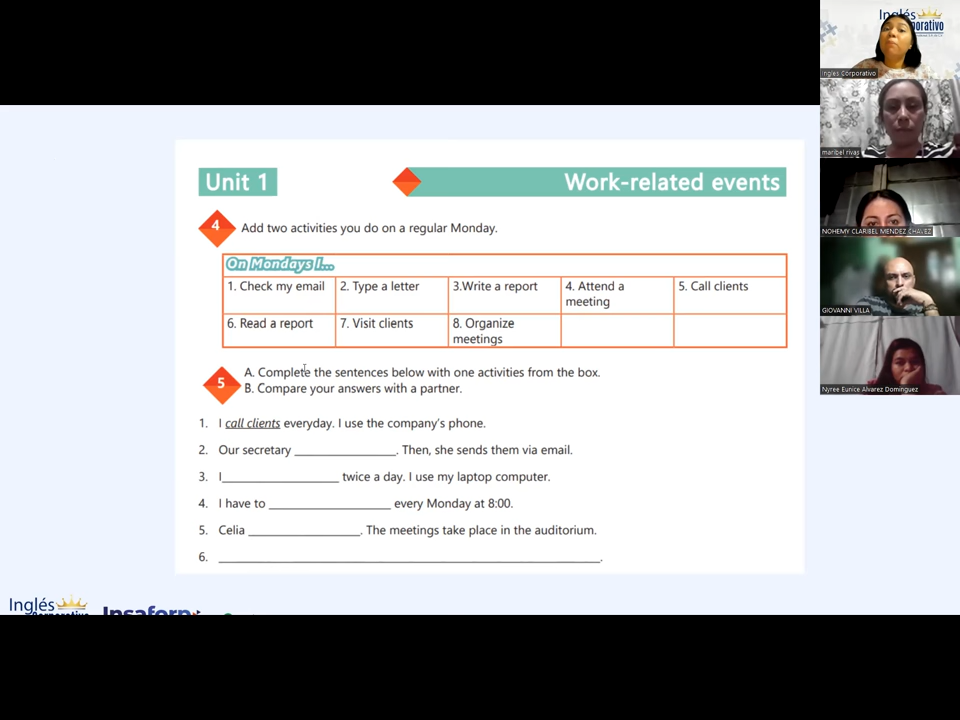 Unit 1
Work-related events
4
Add two activities you do on a regular Monday.
On Mondays I...
1. Check my email
2. Type a letter
3.Write a report
4. Attend a meeting
5. Call clients
6. Read a report
7. Visit clients
8. Organize meetings
5
A. Complete the sentences below with one activities from the box.
B. Compare your answers with a partner.
1. I call clients everyday. I use the company's phone.
2. Our secretary _______________. Then, she sends them via email.
3. I_________________ twice a day. I use my laptop computer.
4. I have to __________________ every Monday at 8:00.
5. Celia ________________. The meetings take place in the auditorium.
6. ________________________________________________________.
Inglés
Inglés Corporativo
maribel rivas
NOHEMY CLARIBEL MENDEZ CHAVEZ
GIOVANNI VILLA
Nyree Eunice Alvarez Dominguez
Inglés
Corporativo
Insaforp